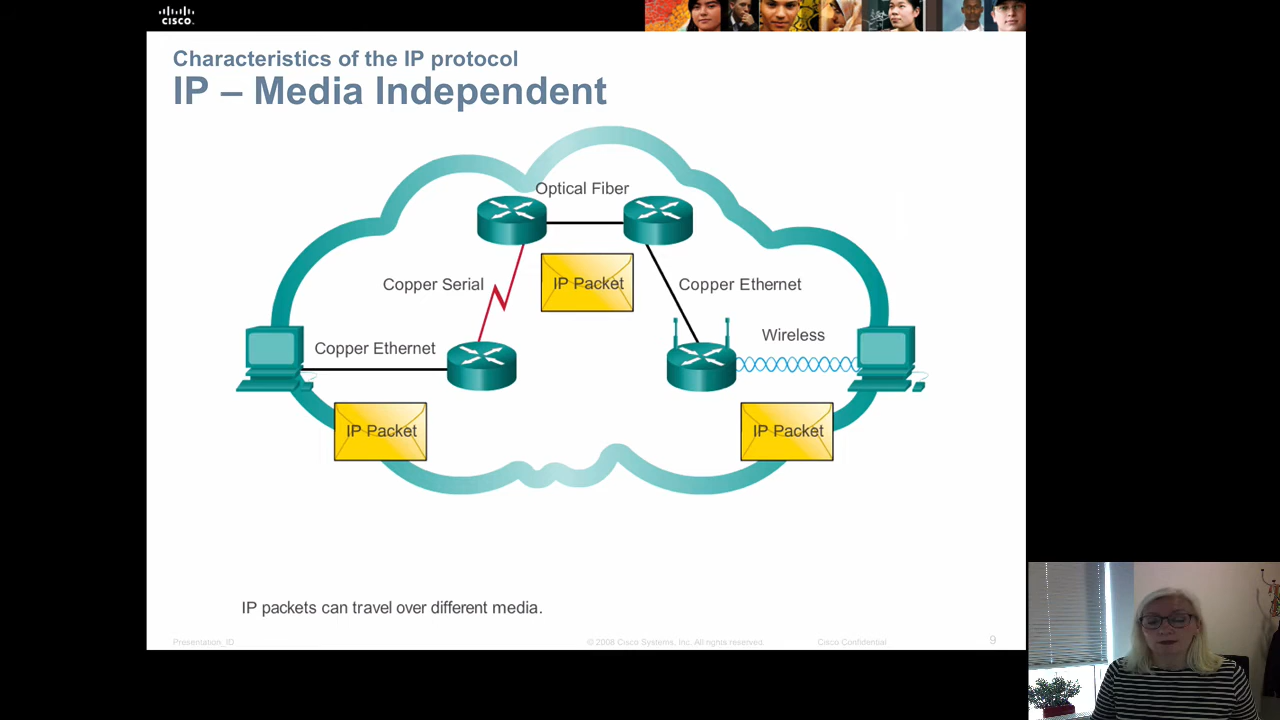 CISCO
Characteristics of the IP protocol
IP – Media Independent
Optical Fiber
Copper Serial
IP Packet
Copper Ethernet
Wireless
Copper Ethernet
IP Packet
IP Packet
IP packets can travel over different media.
Presentation_ID
© 2008 Cisco Systems, Inc. All rights reserved.
Cisco Confidential
9